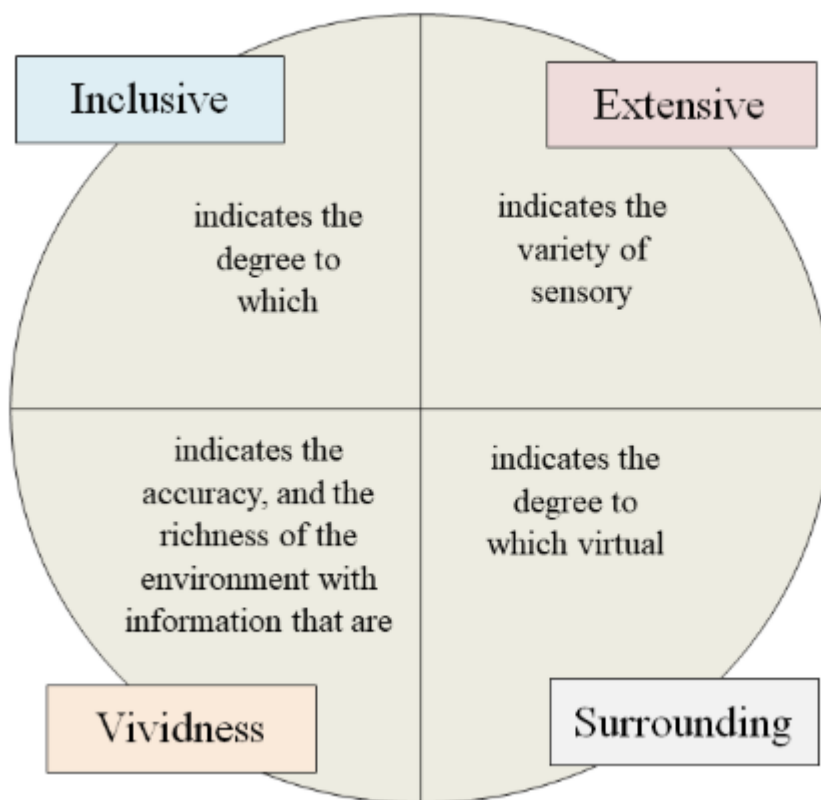 Inclusive
indicates the
degree to
which
Extensive
indicates the
variety of
sensory
indicates the
accuracy, and the
richness of the
environment with
information that are
Vividness
indicates the
degree to
which virtual
Surrounding